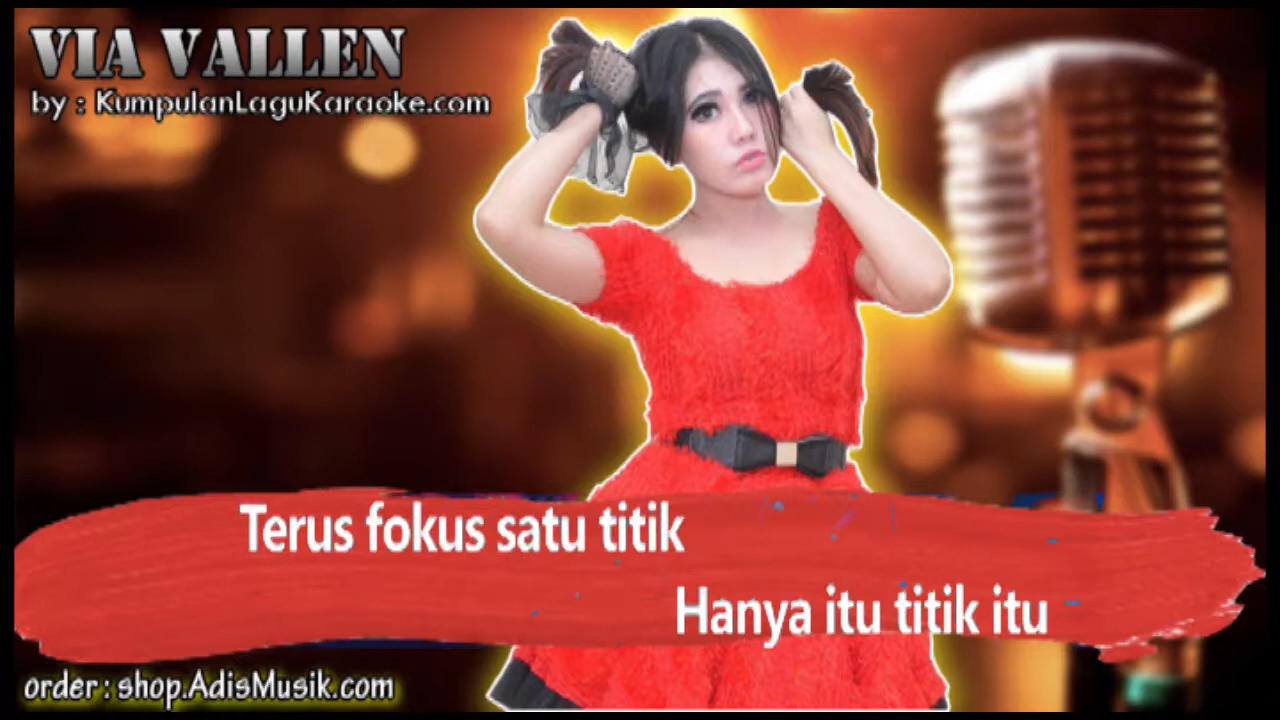 VIA VALLEN
by : KumpulanLaguKaraoke.com
Terus fokus satu titik
Hanya itu titik itu
order : shop.AdisMusik.com